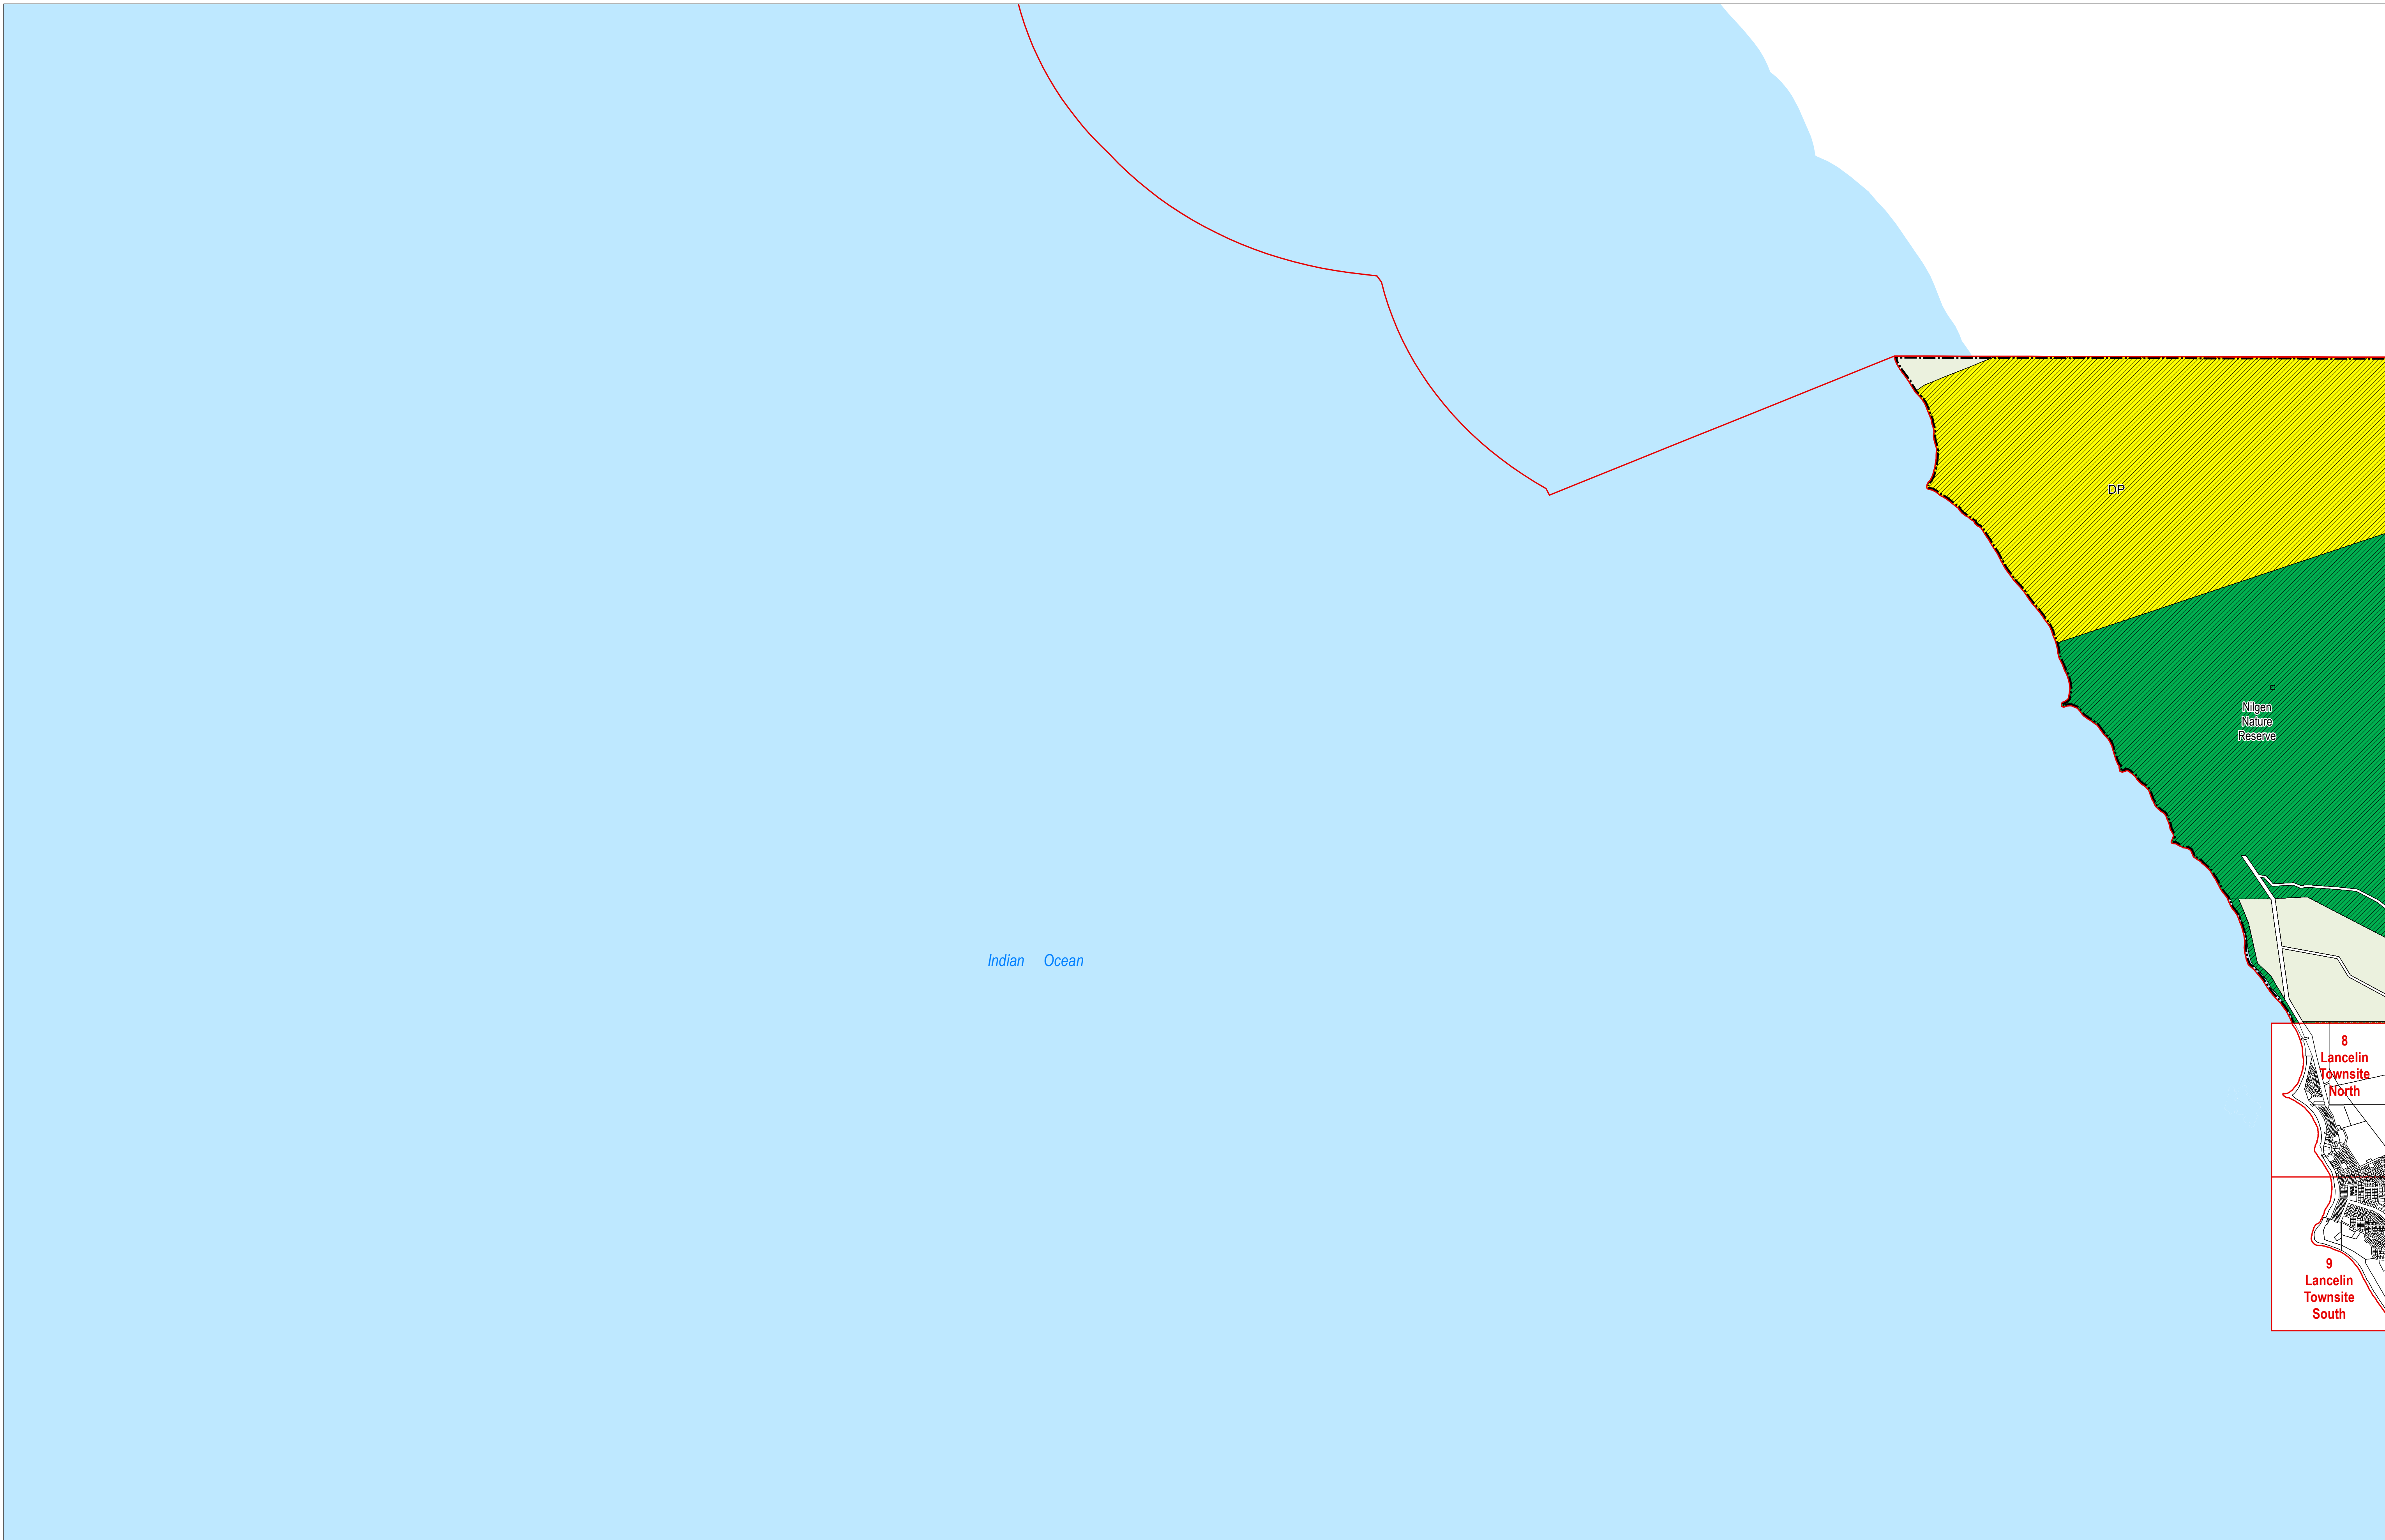 DP
Nilgen
Nature
Reserve
Indian Ocean
8
Lancelin
Townsite
North
9
Lancelin
Townsite
South